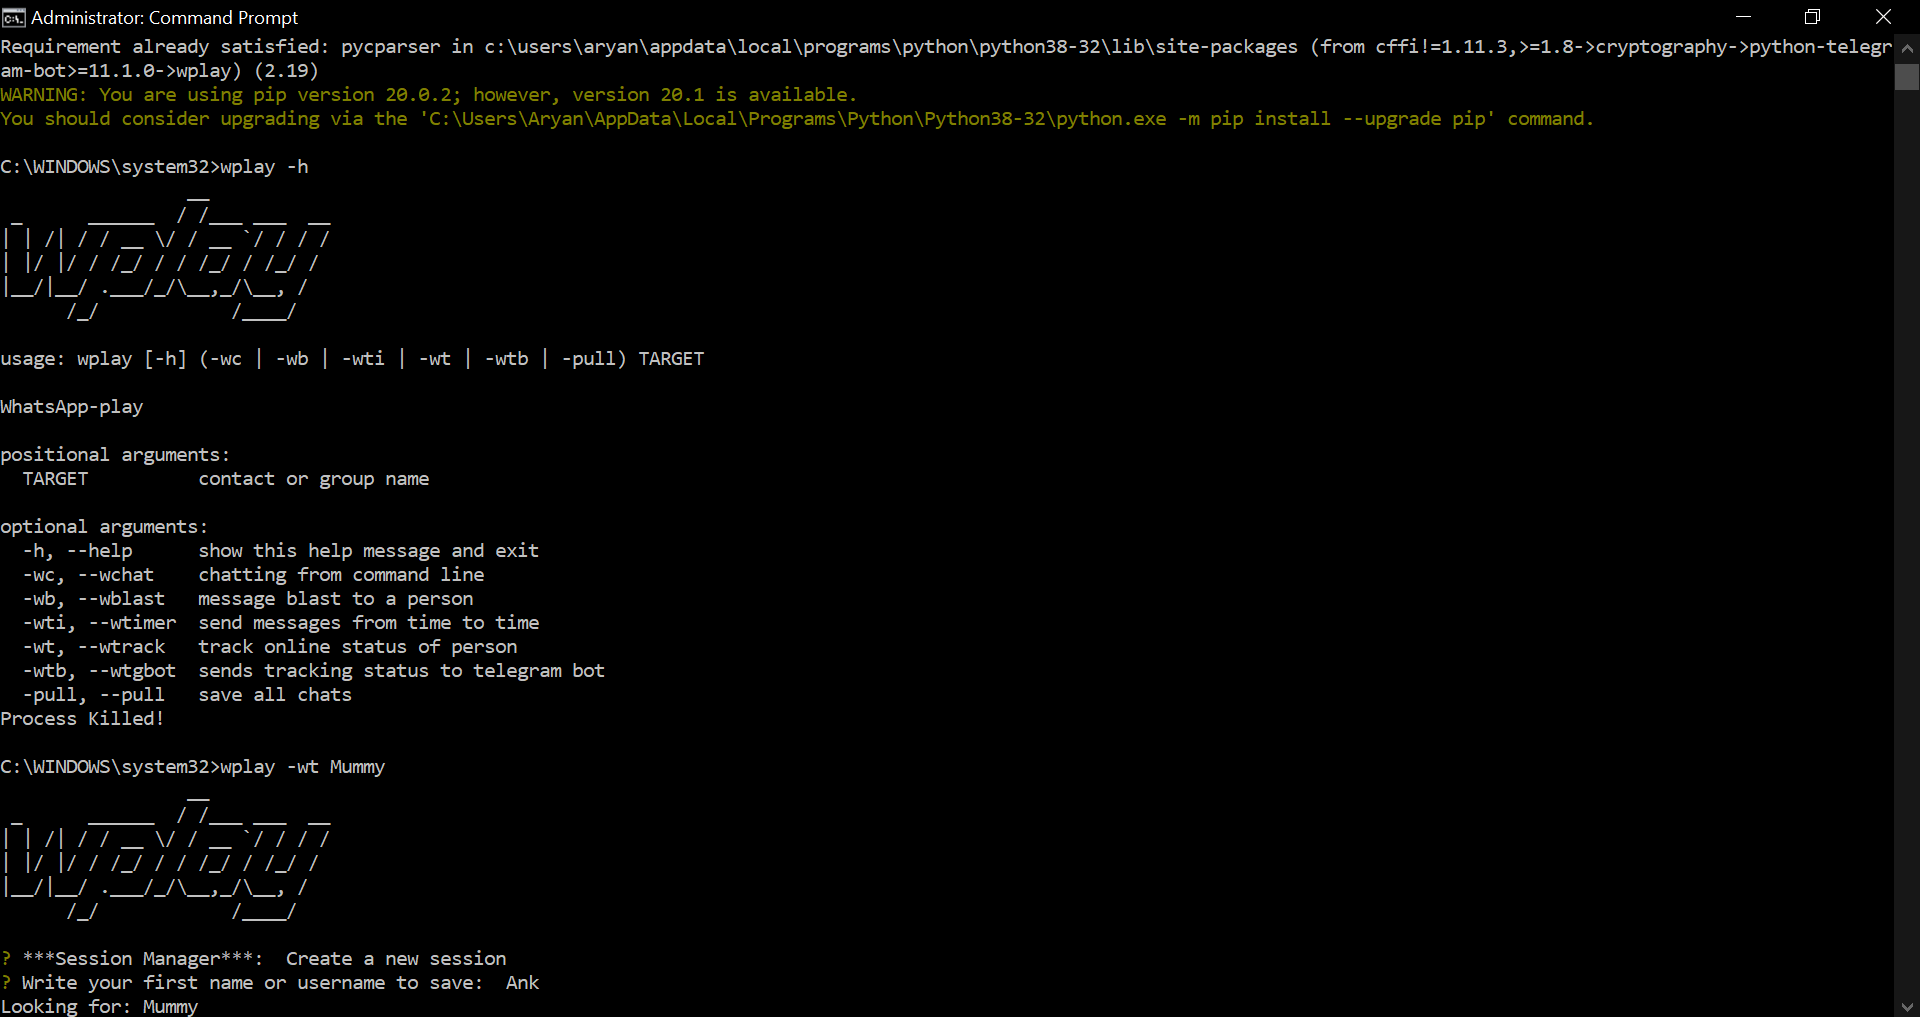 Administrator: Command Prompt
Requirement already satisfied: pycparser in c:\users\aryan\appdata\local\programs\python\python38-32\lib\site-packages (from cffi!=1.11.3,>=1.8->cryptography->python-telegr
am-bot>=11.1.0->wplay) (2.19)
WARNING: You are using pip version 20.0.2; however, version 20.1 is available.
You should consider upgrading via the 'C:\Users\Aryan\AppData\Local\Programs\Python\Python38-32\python.exe -m pip install --upgrade pip' command.
C:\WINDOWS\system32>wplay -h
wplay
usage: wplay [-h] (-wc | -wb | -wti | -wt | -wtb | -pull) TARGET
WhatsApp-play
positional arguments:
TARGET contact or group name
optional arguments:
-h, --help show this help message and exit
-wc, --wchat chatting from command line
-wb, --wblast message blast to a person
-wti, --wtimer send messages from time to time
-wt, --wtrack track online status of person
-wtb, --wtgbot sends tracking status to telegram bot
-pull, --pull save all chats
Process Killed!
C:\WINDOWS\system32>wplay -wt Mummy
wplay
? ***Session Manager***: Create a new session
? Write your first name or username to save: Ank
Looking for: Mummy